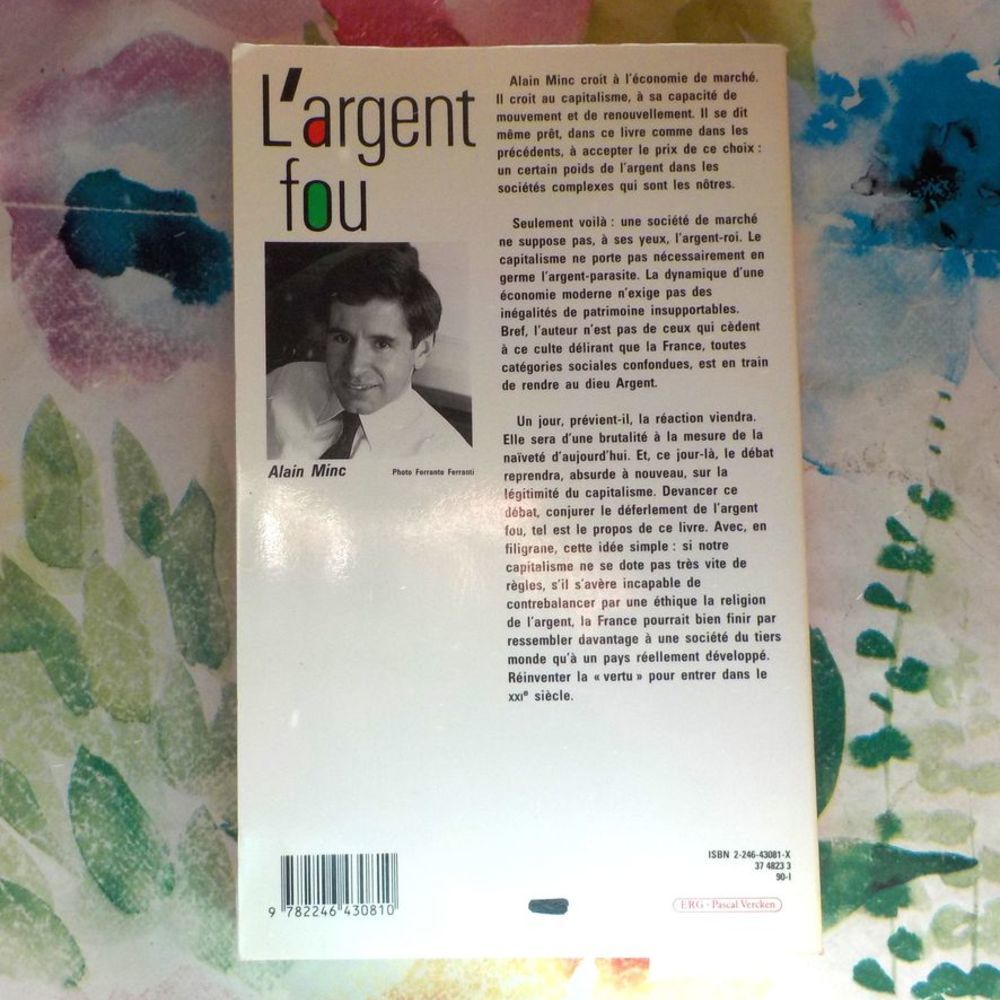 L'argent
fou
Alain Minc
Photo Ferrante Ferranti
Alain Minc croit à l'économie de marché.
Il croit au capitalisme, à sa capacité de
mouvement et de renouvellement. Il se dit
même prêt, dans ce livre comme dans les
précédents, à accepter le prix de ce choix :
un certain poids de l'argent dans les
sociétés complexes qui sont les nôtres.
Seulement voilà : une société de marché
ne suppose pas, à ses yeux, l'argent-roi. Le
capitalisme ne porte pas nécessairement en
germe l'argent-parasite. La dynamique d'une
économie moderne n'exige pas des
inégalités de patrimoine insupportables.
Bref, l'auteur n'est pas de ceux qui cèdent
à ce culte délirant que la France, toutes
catégories sociales confondues, est en train
de rendre au dieu Argent.
Un jour, prévient-il, la réaction viendra.
Elle sera d'une brutalité à la mesure de la
naïveté d'aujourd'hui. Et, ce jour-là, le débat
reprendra, absurde à nouveau, sur la
légitimité du capitalisme. Devancer ce
débat, conjurer le déferlement de l'argent
fou, tel est le propos de ce livre. Avec, en
filigrane, cette idée simple : si notre
capitalisme ne se dote pas très vite de
règles, s'il s'avère incapable de
contrebalancer par une éthique la religion
de l'argent, la France pourrait bien finir par
ressembler davantage à une société du tiers
monde qu'à un pays réellement développé.
Réinventer la « vertu » pour entrer dans le
XXIe siècle.
ISBN 2-246-43081-X
37 4823 3
90-I
9 782246 430810
ERG - Pascal Vercken